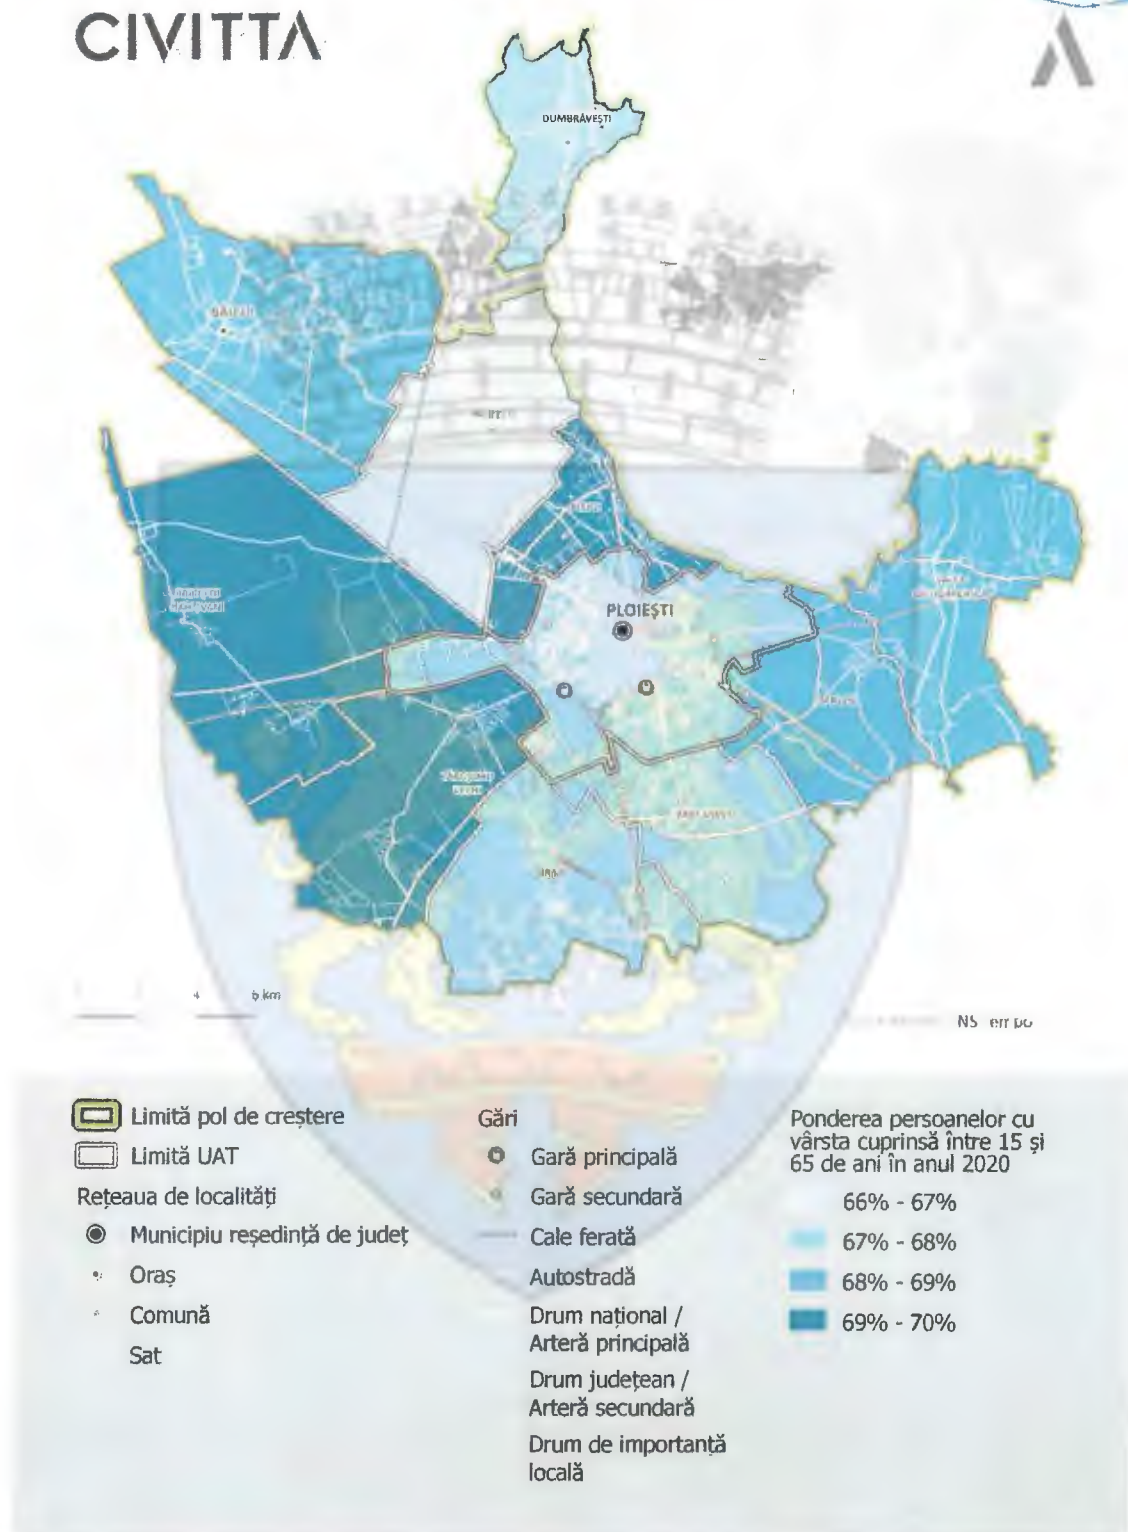 CIVITTA
DUMBRĂVEȘTI
PLOIEȘTI
6 km
Limită pol de creștere
Limită UAT
Rețeaua de localități
Municipiu reședință de județ
Oraș
Comună
Sat
Gări
Gară principală
Gară secundară
Cale ferată
Autostradă
Drum național /
Arteră principală
Drum județean /
Arteră secundară
Drum de importanță
locală
Ponderea persoanelor cu
vârsta cuprinsă între 15 și
65 de ani în anul 2020
66% - 67%
67% - 68%
68% - 69%
69% - 70%